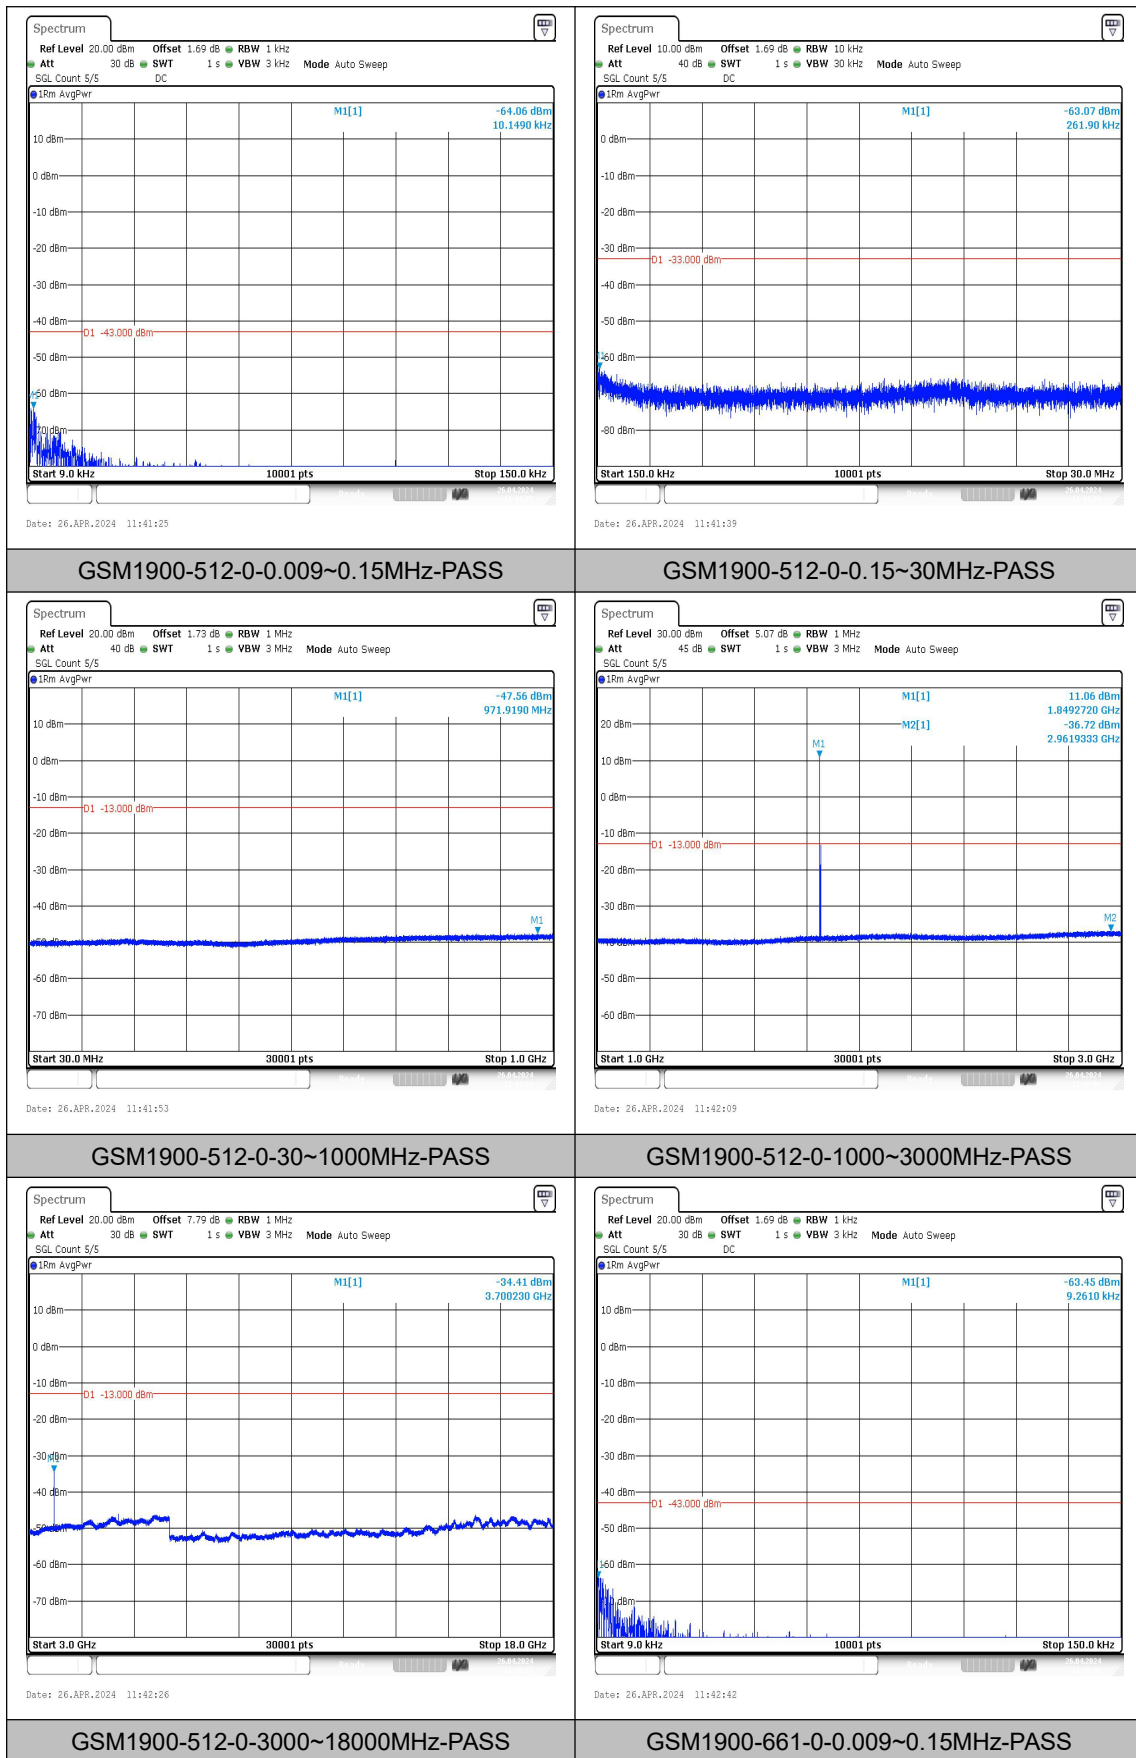 Spectrum
Ref Level 20.00 dBm Offset 1.69 dB RBW 1 kHz
Att 30 dB SWT 1 s VBW 3 kHz Mode Auto Sweep
SGL Count 5/5 DC
1Rm AvgPwr
M1[1] -64.06 dBm
10.1490 kHz
10 dBm
0 dBm
-10 dBm
-20 dBm
-30 dBm
-40 dBm
D1 -43.000 dBm
-50 dBm
-60 dBm
-70 dBm
Start 9.0 kHz 10001 pts Stop 150.0 kHz
Date: 26.APR.2024 11:41:25
GSM1900-512-0-0.009~0.15MHz-PASS
Spectrum
Ref Level 10.00 dBm Offset 1.69 dB RBW 10 kHz
Att 40 dB SWT 1 s VBW 30 kHz Mode Auto Sweep
SGL Count 5/5 DC
1Rm AvgPwr
M1[1] -63.07 dBm
261.90 kHz
0 dBm
-10 dBm
-20 dBm
-30 dBm
D1 -33.000 dBm
-40 dBm
-50 dBm
-60 dBm
-80 dBm
Start 150.0 kHz 10001 pts Stop 30.0 MHz
Date: 26.APR.2024 11:41:39
GSM1900-512-0-0.15~30MHz-PASS
Spectrum
Ref Level 20.00 dBm Offset 1.73 dB RBW 1 MHz
Att 40 dB SWT 1 s VBW 3 MHz Mode Auto Sweep
SGL Count 5/5
1Rm AvgPwr
M1[1] -47.56 dBm
971.9190 MHz
10 dBm
0 dBm
-10 dBm
D1 -13.000 dBm
-20 dBm
-30 dBm
-40 dBm
M1
-60 dBm
-70 dBm
Start 30.0 MHz 30001 pts Stop 1.0 GHz
Date: 26.APR.2024 11:41:53
GSM1900-512-0-30~1000MHz-PASS
Spectrum
Ref Level 30.00 dBm Offset 5.07 dB RBW 1 MHz
Att 45 dB SWT 1 s VBW 3 MHz Mode Auto Sweep
SGL Count 5/5
1Rm AvgPwr
M1[1] 11.06 dBm
1.8492720 GHz
M2[1] -36.72 dBm
2.9619333 GHz
20 dBm
M1
10 dBm
0 dBm
-10 dBm
D1 -13.000 dBm
-20 dBm
-30 dBm
M2
-50 dBm
-60 dBm
Start 1.0 GHz 30001 pts Stop 3.0 GHz
Date: 26.APR.2024 11:42:09
GSM1900-512-0-1000~3000MHz-PASS
Spectrum
Ref Level 20.00 dBm Offset 7.79 dB RBW 1 MHz
Att 30 dB SWT 1 s VBW 3 MHz Mode Auto Sweep
SGL Count 5/5
1Rm AvgPwr
M1[1] -34.41 dBm
3.700230 GHz
10 dBm
0 dBm
-10 dBm
D1 -13.000 dBm
-20 dBm
-30 dBm
-40 dBm
-50 dBm
-60 dBm
-70 dBm
Start 3.0 GHz 30001 pts Stop 18.0 GHz
Date: 26.APR.2024 11:42:26
GSM1900-512-0-3000~18000MHz-PASS
Spectrum
Ref Level 20.00 dBm Offset 1.69 dB RBW 1 kHz
Att 30 dB SWT 1 s VBW 3 kHz Mode Auto Sweep
SGL Count 5/5 DC
1Rm AvgPwr
M1[1] -63.45 dBm
9.2610 kHz
10 dBm
0 dBm
-10 dBm
-20 dBm
-30 dBm
-40 dBm
D1 -43.000 dBm
-50 dBm
-60 dBm
Start 9.0 kHz 10001 pts Stop 150.0 kHz
Date: 26.APR.2024 11:42:42
GSM1900-661-0-0.009~0.15MHz-PASS